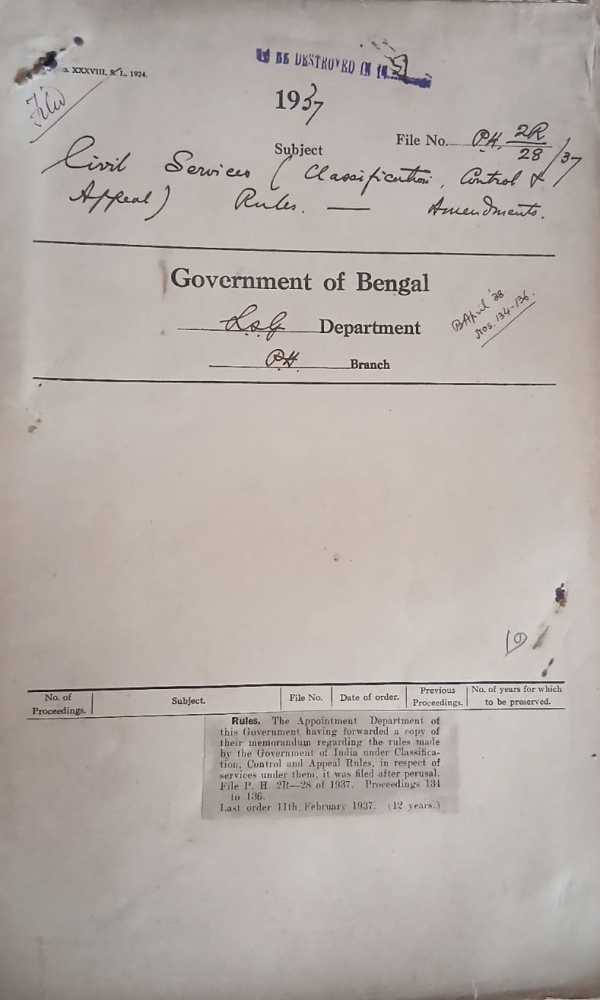 XXXVIII, R. I., 1924.
TO BE DESTROYED IN
1937
File No. P.H. 2R/28/37
Subject
Civil Services (Classification, Control &
Appeal) Rules. — Amendments.
Government of Bengal
L.S.G Department
B April '38
Nos. 134-136.
P.H. Branch
19
No. of Proceedings. Subject. File No. Date of order. Previous Proceedings. No. of years for which to be preserved.
Rules. The Appointment Department of
this Government having forwarded a copy of
their memorandum regarding the rules made
by the Government of India under Classifica-
tion, Control and Appeal Rules, in respect of
services under them, it was filed after perusal.
File P. H. 2R—28 of 1937. Proceedings 134
to 136.
Last order 11th February 1937. (12 years.)